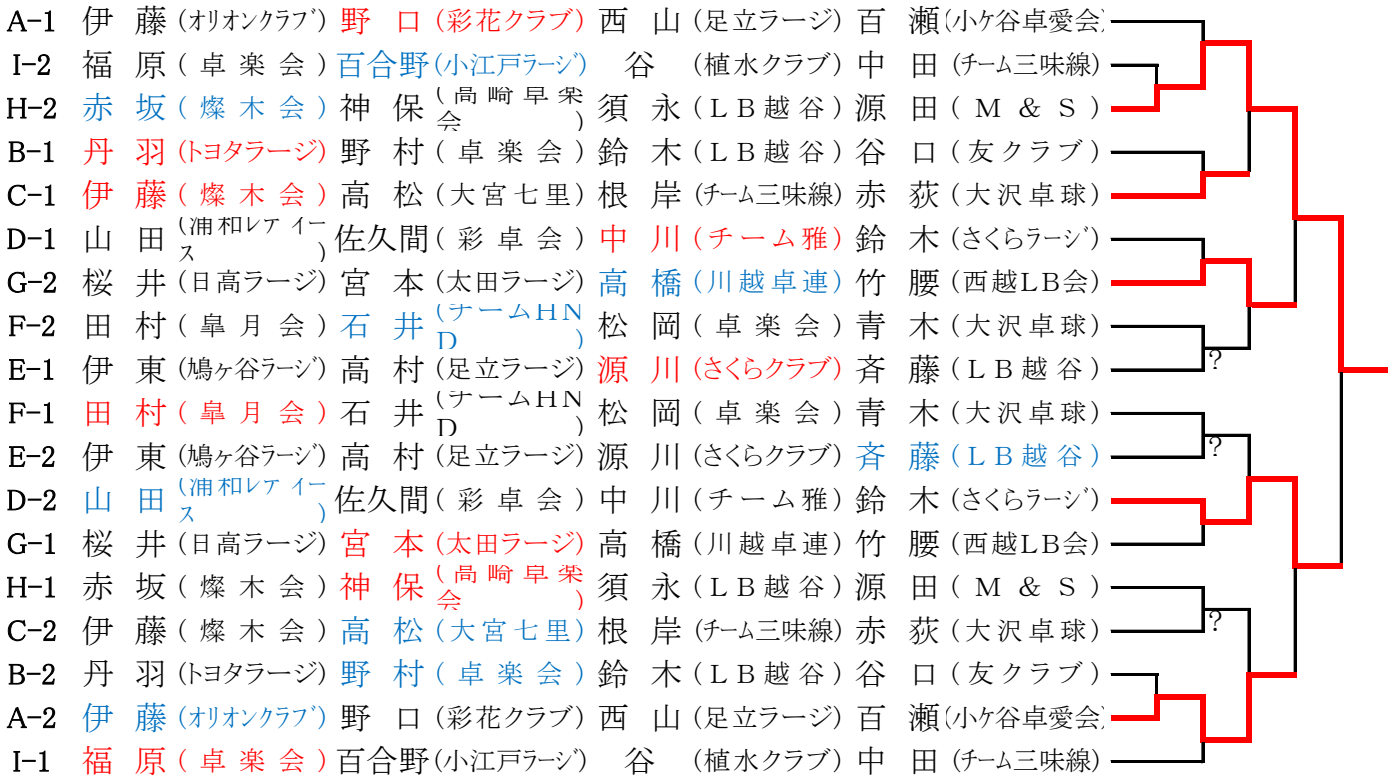 A-1 伊 藤 (オリオンクラブ) 野 口 (彩花クラブ) 西 山 (足立ラージ) 百 瀬 (小ケ谷卓愛会)
I-2 福 原 ( 卓 楽 会 ) 百合野 (小江戸ラージ) 谷 (植水クラブ) 中 田 (チーム三味線)
H-2 赤 坂 ( 燦 木 会 ) 神 保 (高崎卓楽会) 須 永 (LB越谷) 源 田 ( M & S )
B-1 丹 羽 (トヨタラージ) 野 村 ( 卓 楽 会 ) 鈴 木 (LB越谷) 谷 口 (友クラブ)
C-1 伊 藤 ( 燦 木 会 ) 高 松 (大宮七里) 根 岸 (チーム三味線) 赤 荻 (大沢卓球)
D-1 山 田 (浦和レディース) 佐久間 ( 彩 卓 会 ) 中 川 (チーム雅) 鈴 木 (さくらラージ)
G-2 桜 井 (日高ラージ) 宮 本 (太田ラージ) 高 橋 (川越卓連) 竹 腰 (西越LB会)
F-2 田 村 ( 皐 月 会 ) 石 井 (チームHND) 松 岡 ( 卓 楽 会 ) 青 木 (大沢卓球)
E-1 伊 東 (鳩ヶ谷ラージ) 高 村 (足立ラージ) 源 川 (さくらクラブ) 斉 藤 (LB越谷) ?
F-1 田 村 ( 皐 月 会 ) 石 井 (チームHND) 松 岡 ( 卓 楽 会 ) 青 木 (大沢卓球)
E-2 伊 東 (鳩ヶ谷ラージ) 高 村 (足立ラージ) 源 川 (さくらクラブ) 斉 藤 (LB越谷) ?
D-2 山 田 (浦和レディース) 佐久間 ( 彩 卓 会 ) 中 川 (チーム雅) 鈴 木 (さくらラージ)
G-1 桜 井 (日高ラージ) 宮 本 (太田ラージ) 高 橋 (川越卓連) 竹 腰 (西越LB会)
H-1 赤 坂 ( 燦 木 会 ) 神 保 (高崎卓楽会) 須 永 (LB越谷) 源 田 ( M & S )
C-2 伊 藤 ( 燦 木 会 ) 高 松 (大宮七里) 根 岸 (チーム三味線) 赤 荻 (大沢卓球) ?
B-2 丹 羽 (トヨタラージ) 野 村 ( 卓 楽 会 ) 鈴 木 (LB越谷) 谷 口 (友クラブ)
A-2 伊 藤 (オリオンクラブ) 野 口 (彩花クラブ) 西 山 (足立ラージ) 百 瀬 (小ケ谷卓愛会)
I-1 福 原 ( 卓 楽 会 ) 百合野 (小江戸ラージ) 谷 (植水クラブ) 中 田 (チーム三味線)